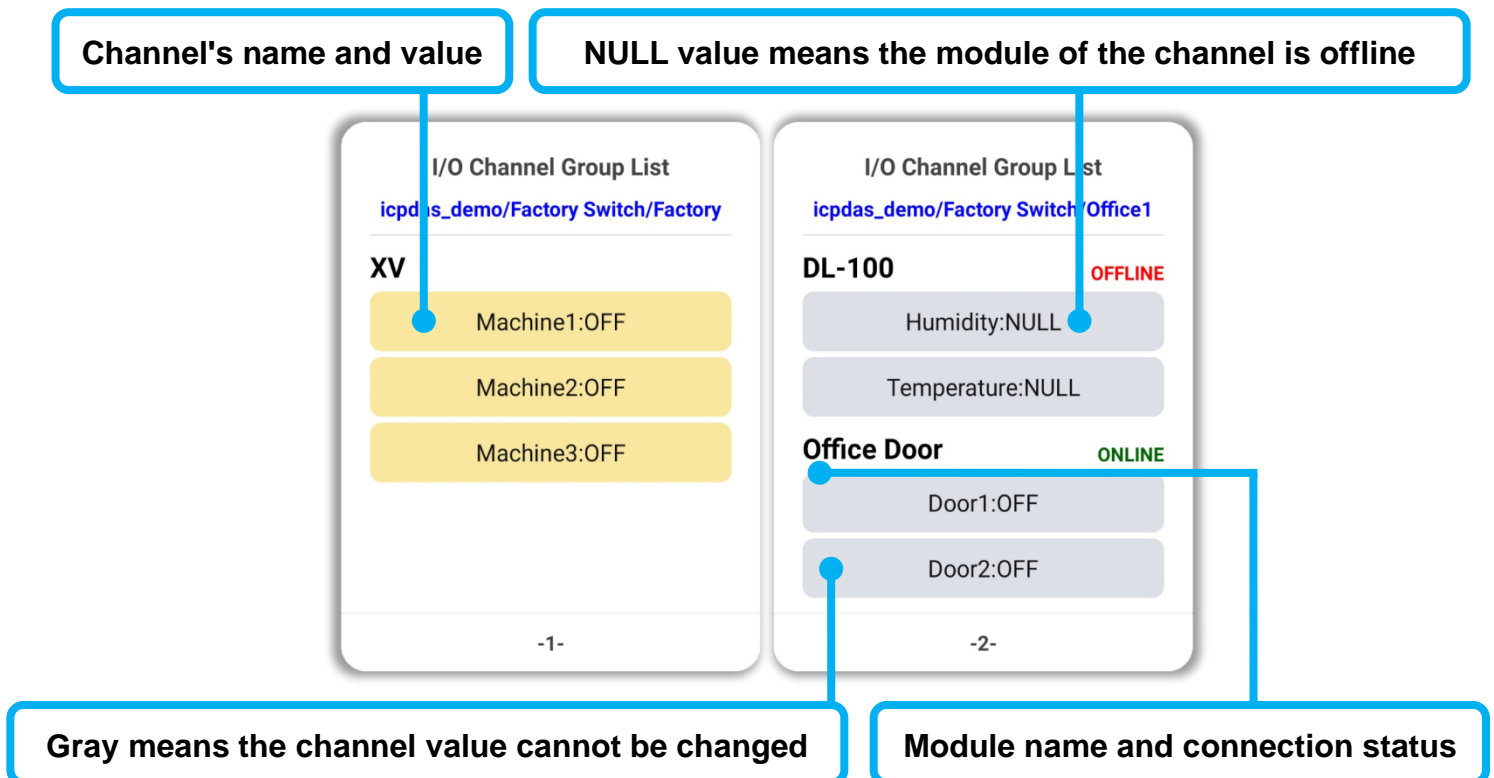 Channel's name and value
NULL value means the module of the channel is offline
I/O Channel Group List
icpdas_demo/Factory Switch/Factory
XV
Machine1:OFF
Machine2:OFF
Machine3:OFF
-1-
I/O Channel Group List
icpdas_demo/Factory Switch/Office1
DL-100
OFFLINE
Humidity:NULL
Temperature:NULL
Office Door
ONLINE
Door1:OFF
Door2:OFF
-2-
Gray means the channel value cannot be changed
Module name and connection status